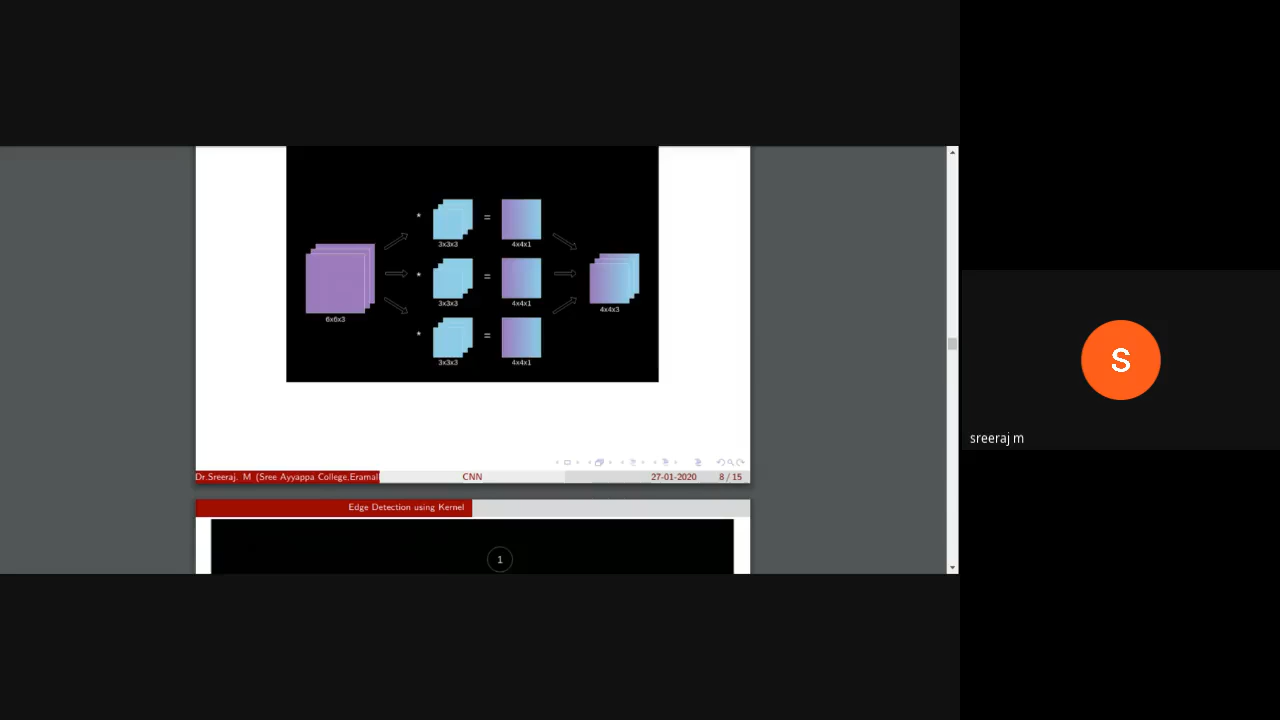 * 3x3x3 = 4x4x1
6x6x3 * 3x3x3 = 4x4x1 4x4x3
* 3x3x3 = 4x4x1
Dr.Sreeraj. M (Sree Ayyappa College,Eramal CNN 27-01-2020 8 / 15
Edge Detection using Kernel
1
S
sreeraj m